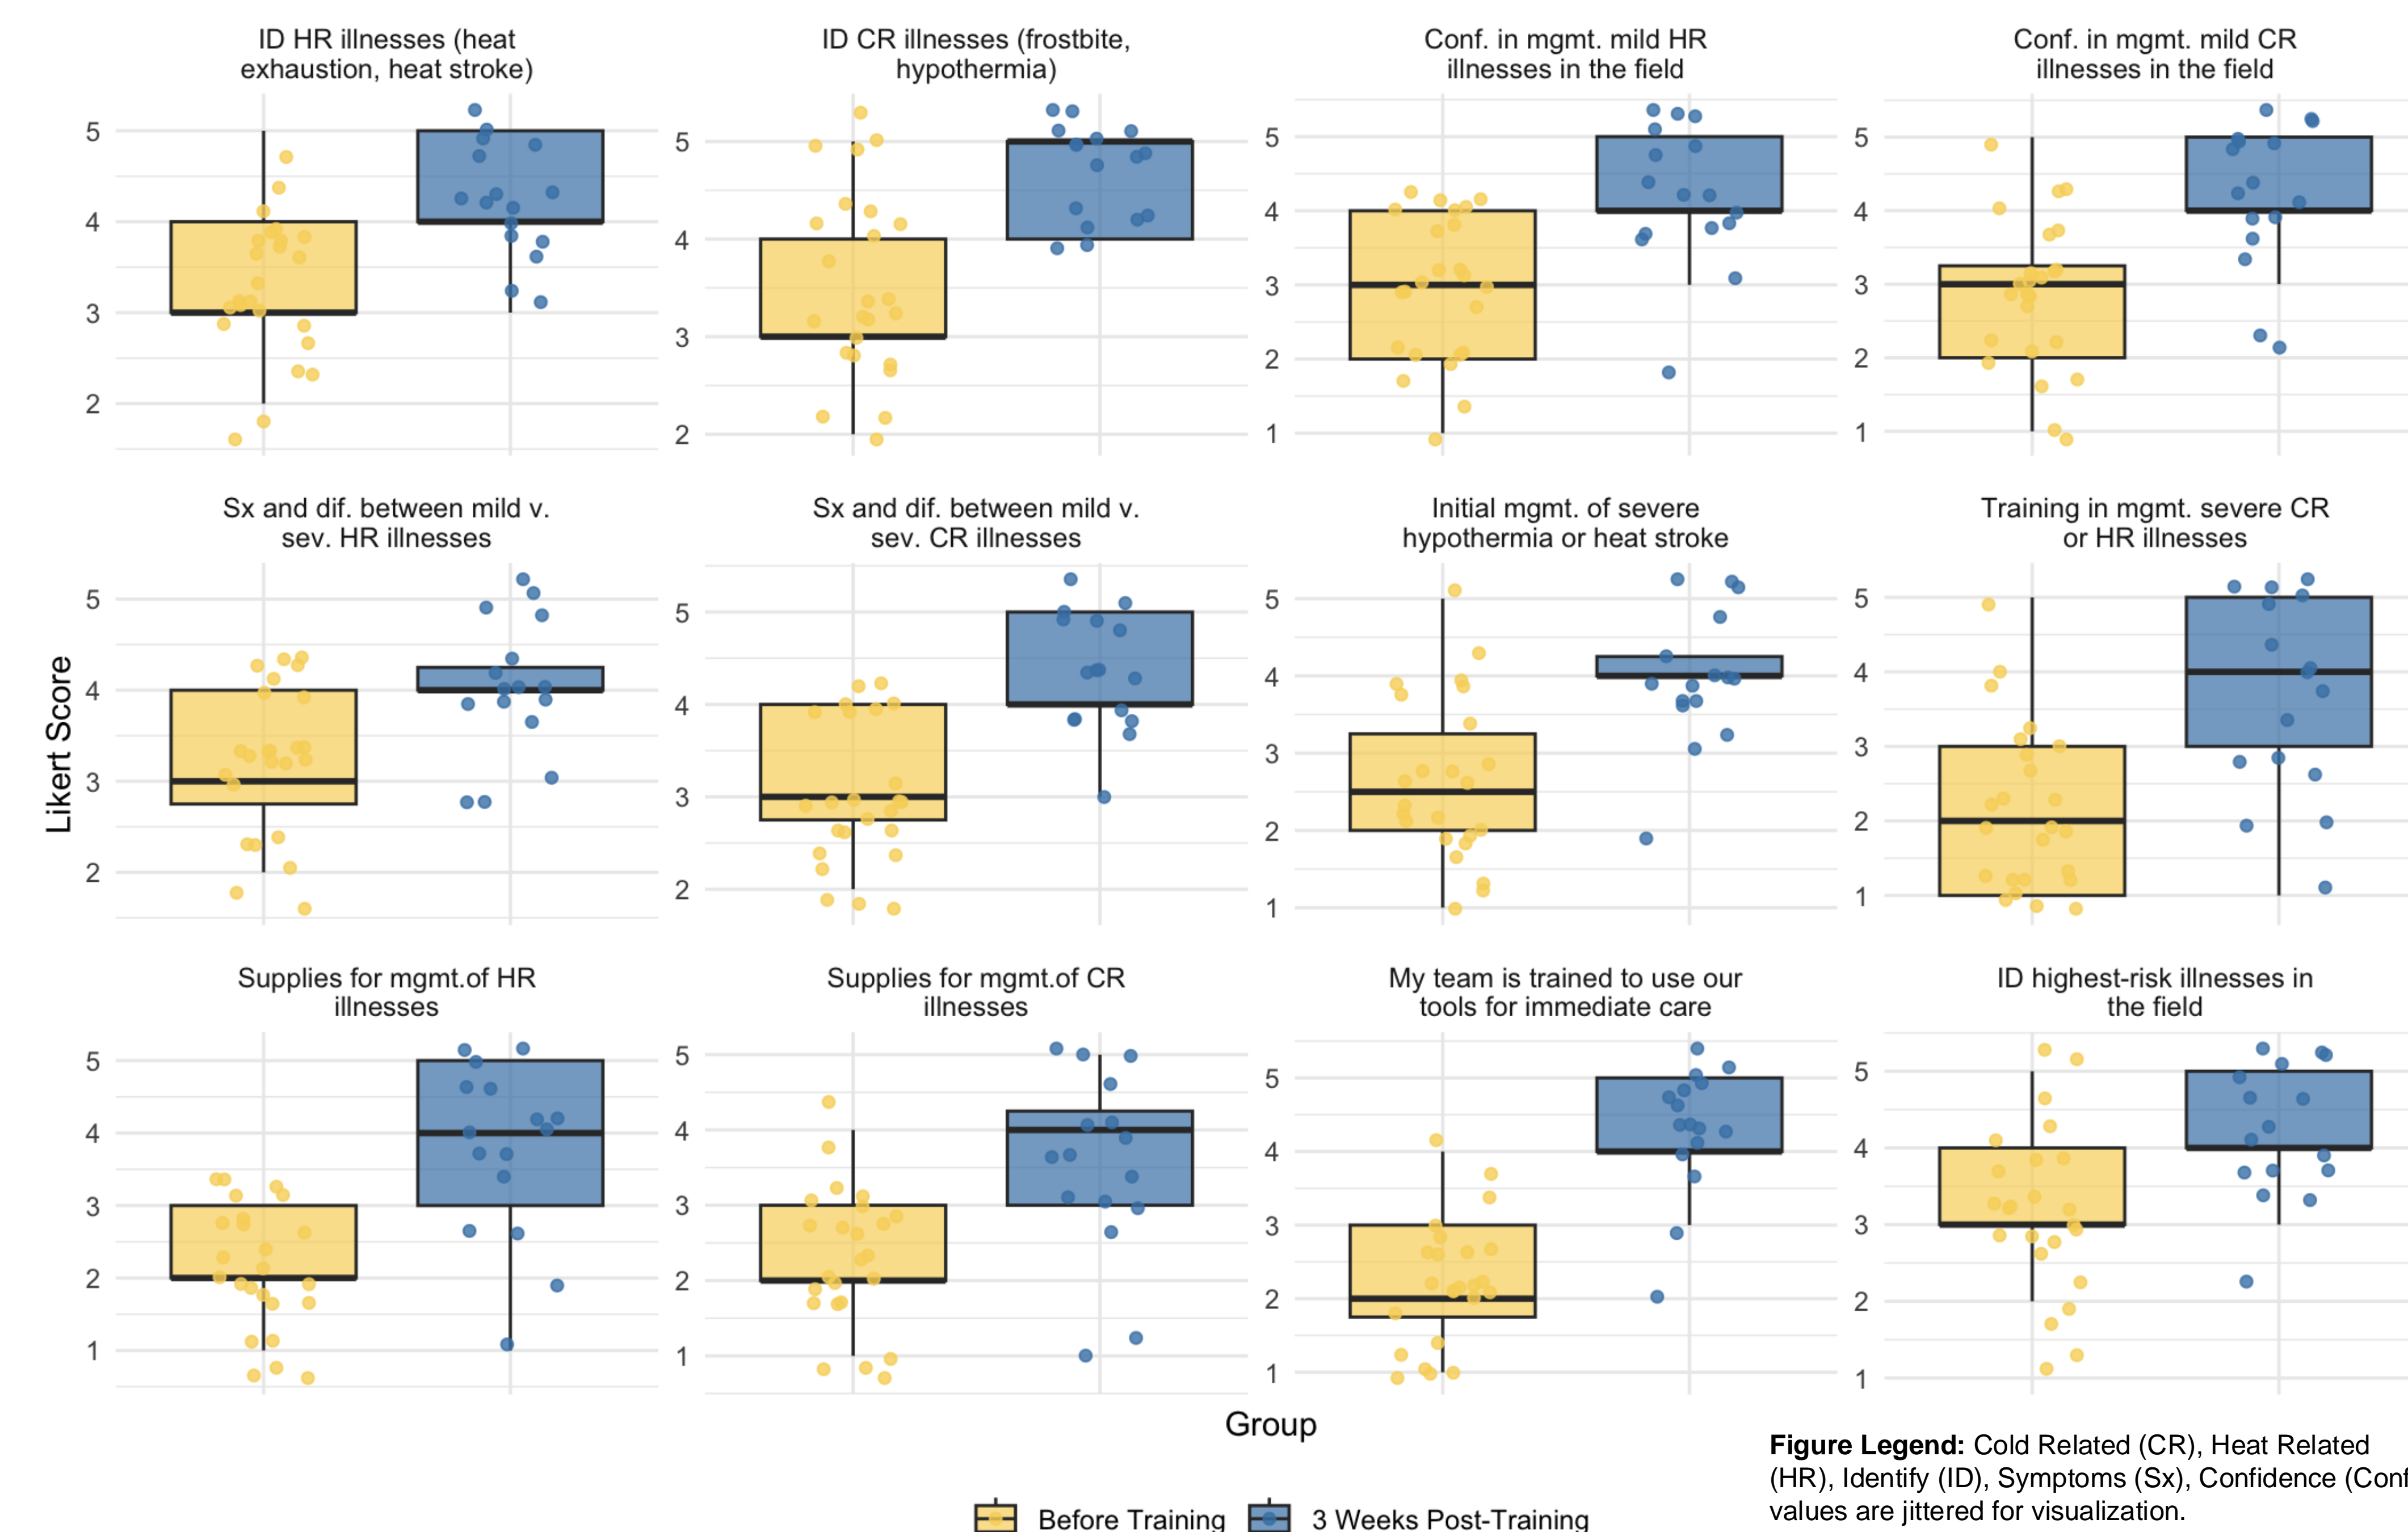 ID HR illnesses (heat
exhaustion, heat stroke)
ID CR illnesses (frostbite,
hypothermia)
Conf. in mgmt. mild HR
illnesses in the field
Conf. in mgmt. mild CR
illnesses in the field
5
4
3
2
5
4
3
2
5
4
3
2
1
5
4
3
2
1
Sx and dif. between mild v.
sev. HR illnesses
Sx and dif. between mild v.
sev. CR illnesses
Initial mgmt. of severe
hypothermia or heat stroke
Training in mgmt. severe CR
or HR illnesses
Likert Score
5
4
3
2
5
4
3
2
5
4
3
2
1
5
4
3
2
1
Supplies for mgmt.of HR
illnesses
Supplies for mgmt.of CR
illnesses
My team is trained to use our
tools for immediate care
ID highest-risk illnesses in
the field
5
4
3
2
1
5
4
3
2
1
5
4
3
2
1
5
4
3
2
1
Group
Before Training
3 Weeks Post-Training
Figure Legend: Cold Related (CR), Heat Related
(HR), Identify (ID), Symptoms (Sx), Confidence (Conf
values are jittered for visualization.